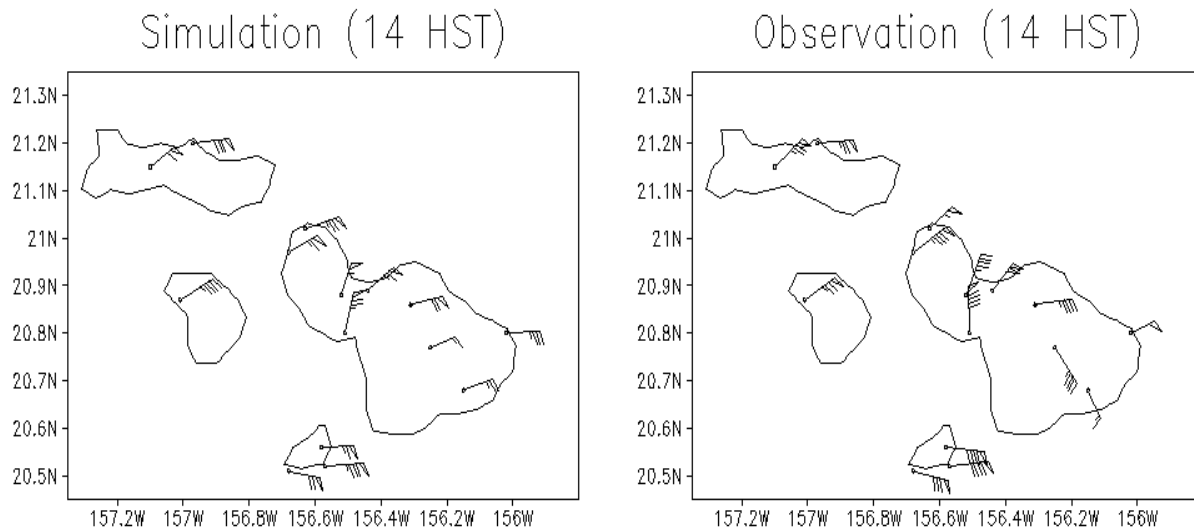 Simulation (14 HST)
21.3N
21.2N
21.1N
21N
20.9N
20.8N
20.7N
20.6N
20.5N
157.2W 157W 156.8W 156.6W 156.4W 156.2W 156W
Observation (14 HST)
21.3N
21.2N
21.1N
21N
20.9N
20.8N
20.7N
20.6N
20.5N
157.2W 157W 156.8W 156.6W 156.4W 156.2W 156W